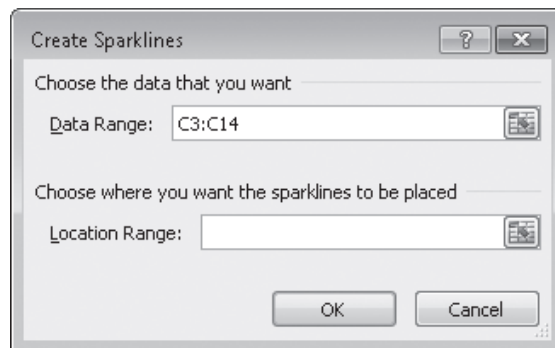 Create Sparklines
?
Choose the data that you want
Data Range: C3:C14
Choose where you want the sparklines to be placed
Location Range:
OK Cancel